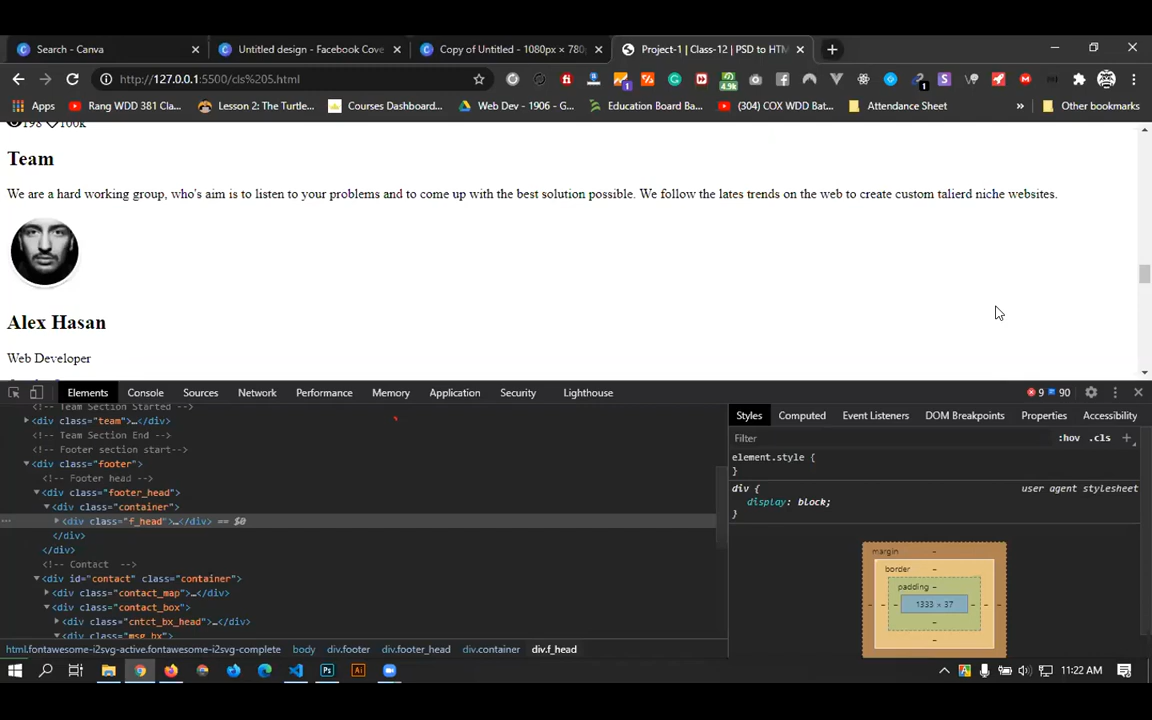 Search - Canva
Untitled design - Facebook Cove
Copy of Untitled - 1080px × 780p
Project-1 | Class-12 | PSD to HTM
http://127.0.0.1:5500/cls%205.html
Apps
Rang WDD 381 Cla...
Lesson 2: The Turtle...
Courses Dashboard...
Web Dev - 1906 - G...
Education Board Ba...
(304) COX WDD Bat...
Attendance Sheet
»
Other bookmarks
198 100k
Team
We are a hard working group, who's aim is to listen to your problems and to come up with the best solution possible. We follow the lates trends on the web to create custom talierd niche websites.
Alex Hasan
Web Developer
Elements Console Sources Network Performance Memory Application Security Lighthouse
9 90
<!-- Team Section Started -->
<div class="team">…</div>
<!-- Team Section End -->
<!-- Footer section start-->
<div class="footer">
<!-- Footer head -->
<div class="footer_head">
<div class="container">
<div class="f_head">…</div> == $0
</div>
</div>
<!-- Contact -->
<div id="contact" class="container">
<div class="contact_map">…</div>
<div class="contact_box">
<div class="cntct_bx_head">…</div>
<div class="msg_bx">
html.fontawesome-i2svg-active.fontawesome-i2svg-complete body div.footer div.footer_head div.container div.f_head
Styles Computed Event Listeners DOM Breakpoints Properties Accessibility
Filter
:hov .cls +
element.style {
}
div {
user agent stylesheet
display: block;
}
margin -
border -
padding -
1333 × 37
11:22 AM